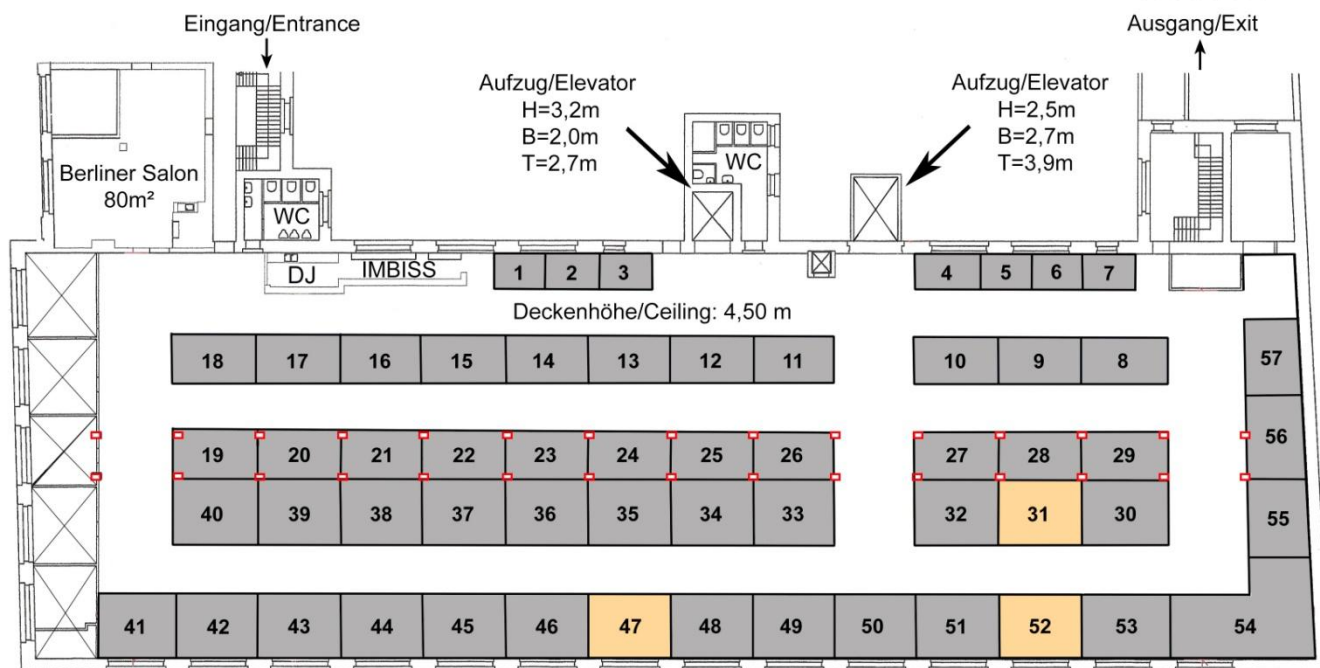 Eingang/Entrance
Ausgang/Exit
Aufzug/Elevator
H=3,2m
B=2,0m
T=2,7m
Aufzug/Elevator
H=2,5m
B=2,7m
T=3,9m
Berliner Salon
80m²
WC
WC
DJ
IMBISS
1 2 3
4 5 6 7
Deckenhöhe/Ceiling: 4,50 m
18 17 16 15 14 13 12 11
10 9 8
57
19 20 21 22 23 24 25 26
27 28 29
56
40 39 38 37 36 35 34 33
32 31 30
55
41 42 43 44 45 46 47 48 49 50 51 52 53 54